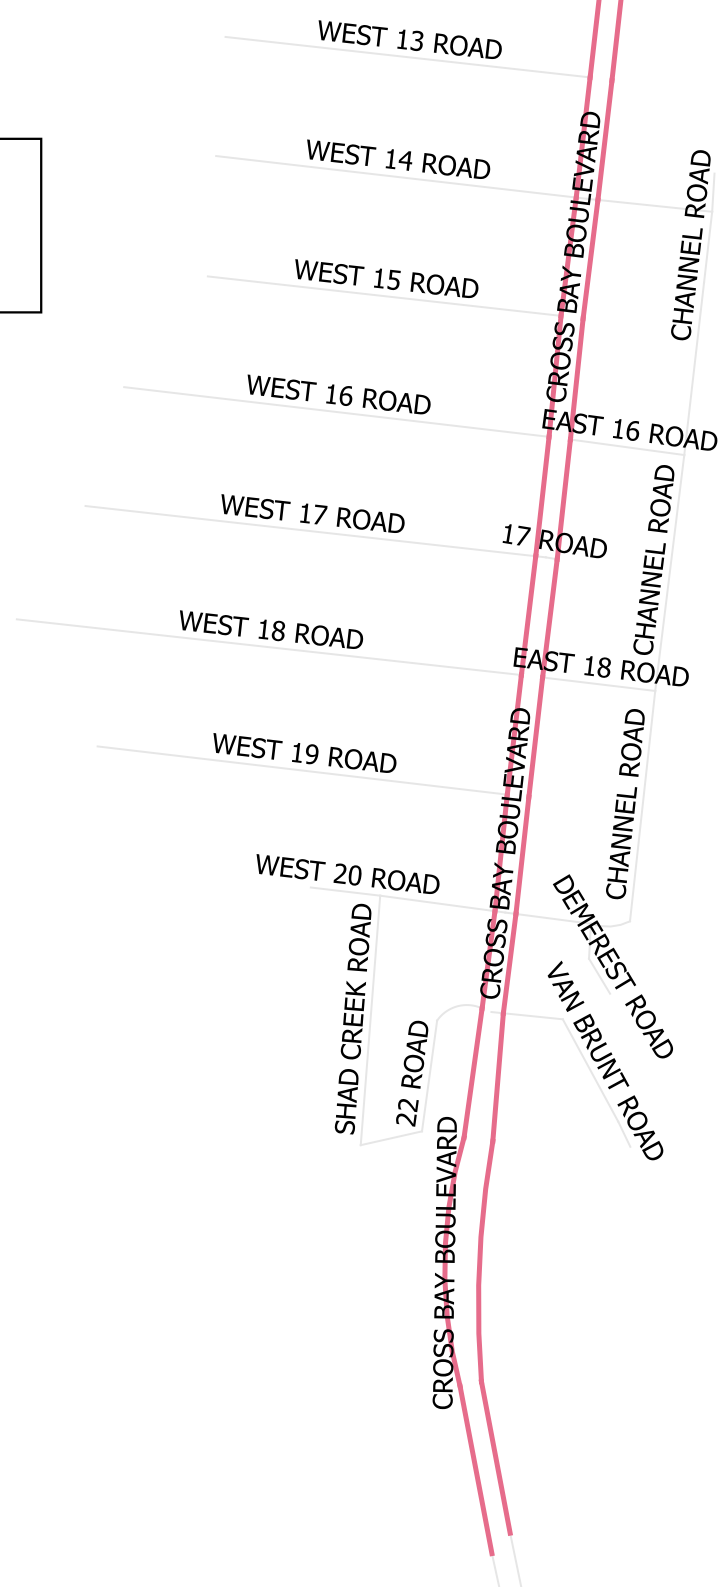 WEST 13 ROAD
CROSS BAY BOULEVARD
WEST 14 ROAD
CHANNEL ROAD
WEST 15 ROAD
WEST 16 ROAD
EAST 16 ROAD
CHANNEL ROAD
WEST 17 ROAD
17 ROAD
WEST 18 ROAD
EAST 18 ROAD
CROSS BAY BOULEVARD
CHANNEL ROAD
WEST 19 ROAD
WEST 20 ROAD
DEMEREST ROAD
SHAD CREEK ROAD
VAN BRUNT ROAD
22 ROAD
CROSS BAY BOULEVARD